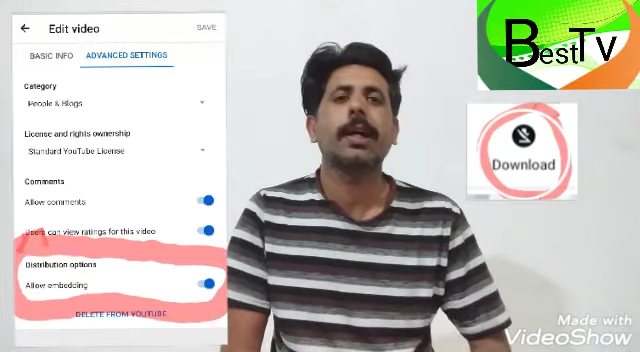 Edit video
SAVE
BASIC INFO
ADVANCED SETTINGS
Category
People & Blogs
License and rights ownership
Standard YouTube License
Comments
Allow comments
Users can view ratings for this video
Distribution options
Allow embedding
DELETE FROM YOUTUBE
BestTv
Download
Made with
VideoShow